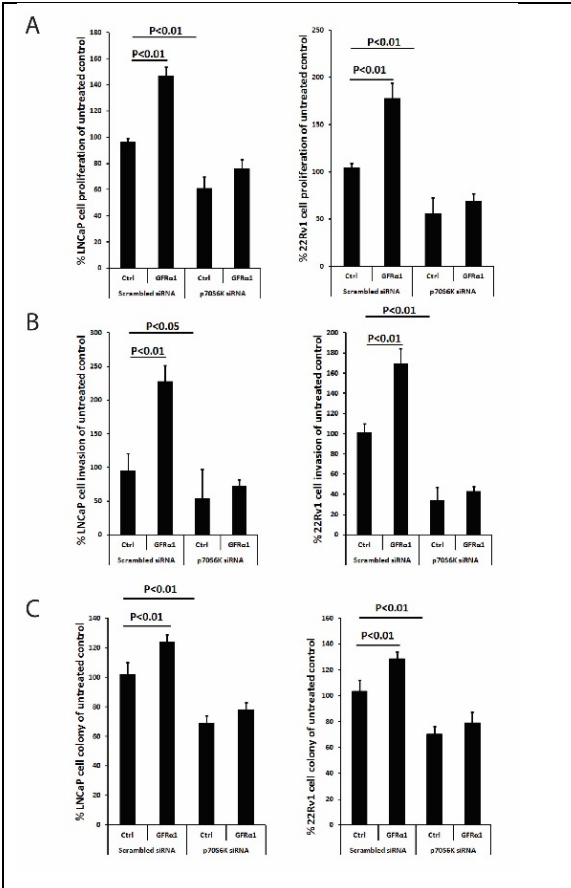 A
P<0.01
P<0.01
% LNCaP cell proliferation of untreated control
160
140
120
100
80
60
40
20
0
Ctrl GFRα1 Ctrl GFRα1
Scrambled siRNA p70S6K siRNA
P<0.01
P<0.01
% 22Rv1 cell proliferation of untreated control
250
200
150
100
50
0
Ctrl GFRα1 Ctrl GFRα1
Scrambled siRNA p70S6K siRNA
B
P<0.05
P<0.01
% LNCaP cell invasion of untreated control
300
250
200
150
100
50
0
Ctrl GFRα1 Ctrl GFRα1
Scrambled siRNA p70S6K siRNA
P<0.01
P<0.01
% 22Rv1 cell invasion of untreated control
200
180
160
140
120
100
80
60
40
20
0
Ctrl GFRα1 Ctrl GFRα1
Scrambled siRNA p70S6K siRNA
C
P<0.01
P<0.01
% LNCaP cell colony of untreated control
140
120
100
80
60
40
20
0
Ctrl GFRα1 Ctrl GFRα1
Scrambled siRNA p70S6K siRNA
P<0.01
P<0.01
% 22Rv1 cell colony of untreated control
160
140
120
100
80
60
40
20
0
Ctrl GFRα1 Ctrl GFRα1
Scrambled siRNA p70S6K siRNA